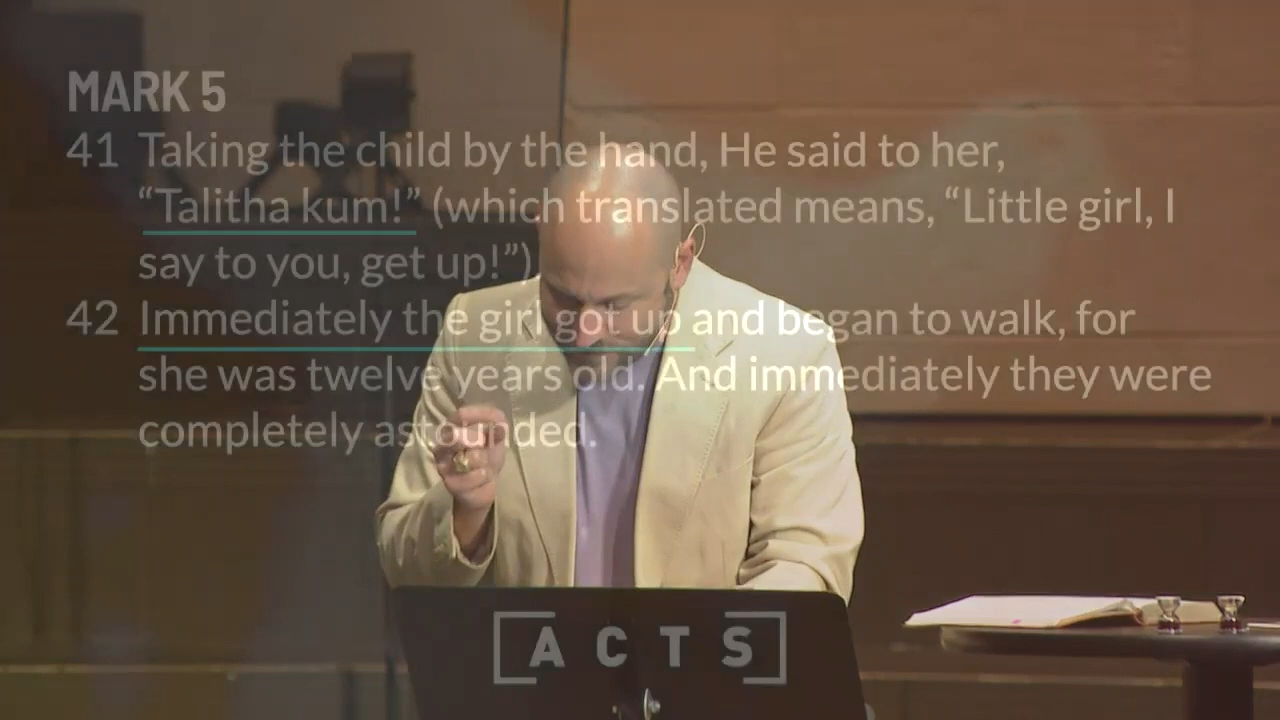 MARK 5
41 Taking the child by the hand, He said to her,
“Talitha kum!” (which translated means, “Little girl, I
say to you, get up!”)
42 Immediately the girl got up and began to walk, for
she was twelve years old. And immediately they were
completely astounded.
[ACTS]